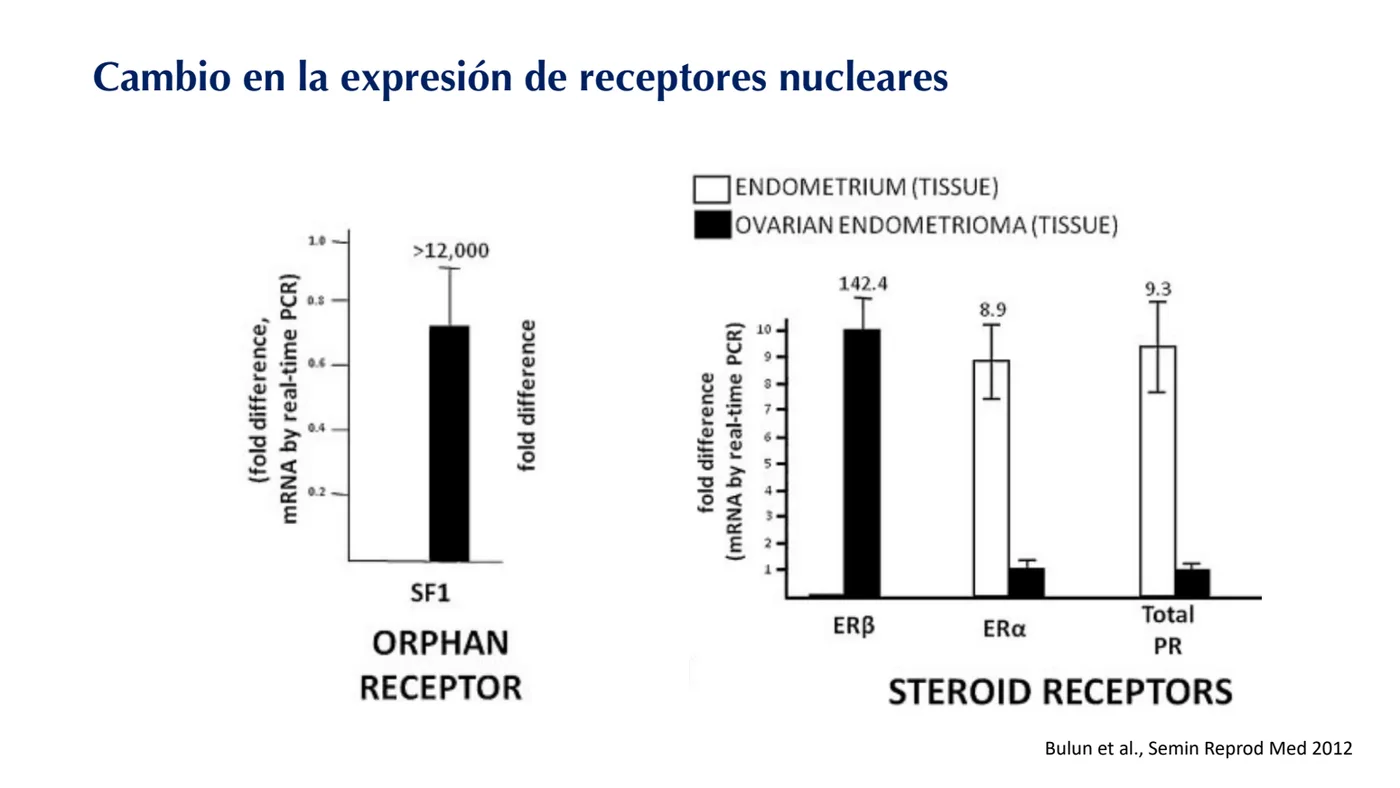 Cambio en la expresión de receptores nucleares
ENDOMETRIUM (TISSUE)
OVARIAN ENDOMETRIOMA (TISSUE)
(fold difference,
mRNA by real-time PCR)
1.0
0.8
0.6
0.4
0.2
>12,000
SF1
ORPHAN
RECEPTOR
fold difference
fold difference
(mRNA by real-time PCR)
10
9
8
7
6
5
4
3
2
1
142.4
8.9
9.3
ERβ
ERα
Total
PR
STEROID RECEPTORS
Bulun et al., Semin Reprod Med 2012